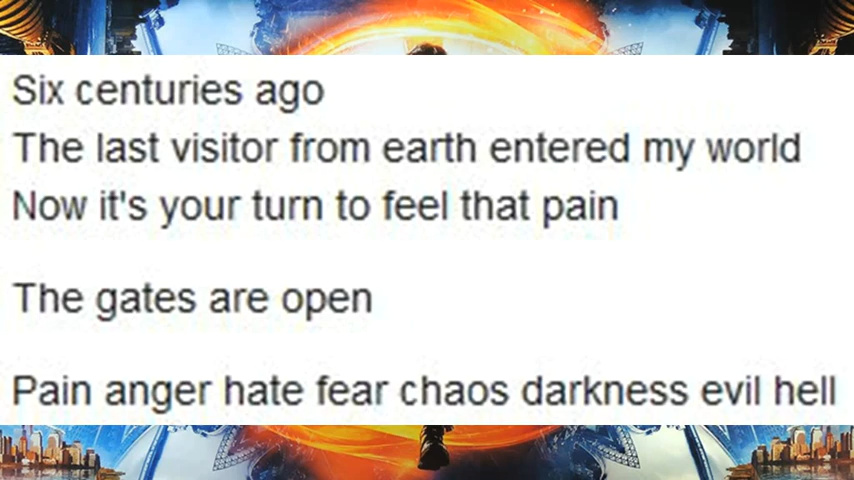 Six centuries ago
The last visitor from earth entered my world
Now it's your turn to feel that pain
The gates are open
Pain anger hate fear chaos darkness evil hell